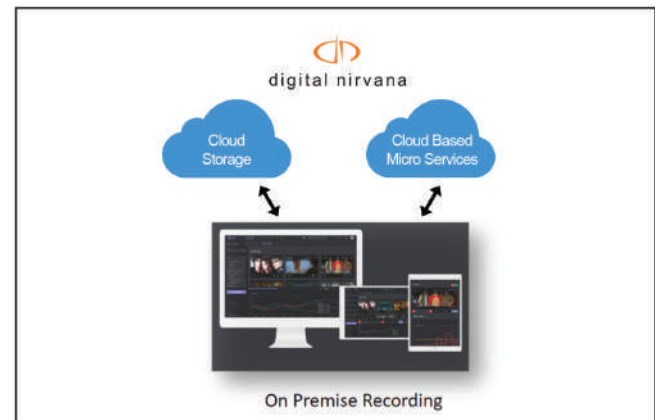 digital nirvana
Cloud
Storage
Cloud Based
Micro Services
On Premise Recording